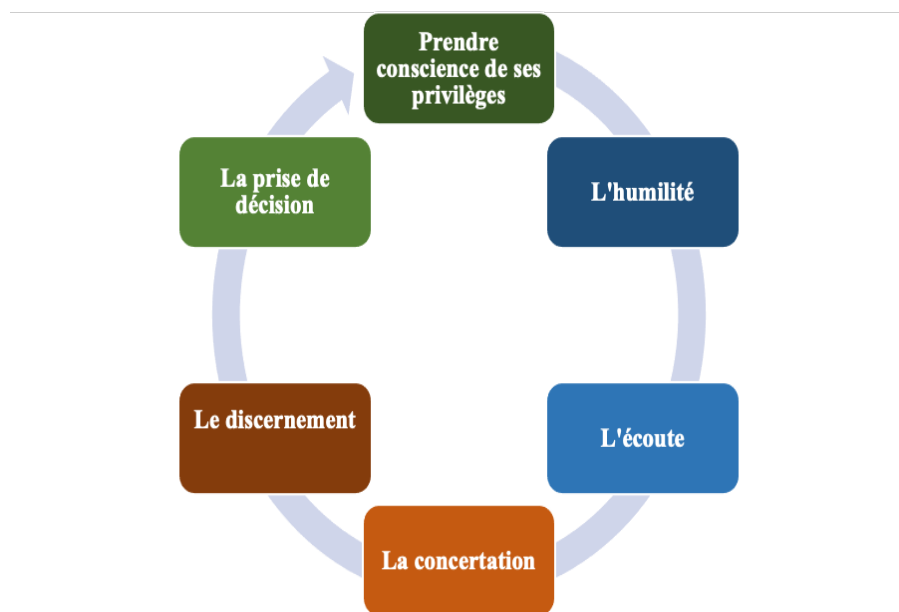 Prendre
conscience de ses
privilèges
L'humilité
L'écoute
La concertation
Le discernement
La prise de
décision